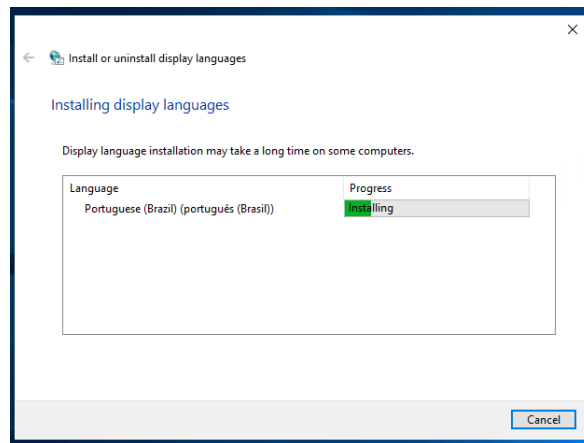 Install or uninstall display languages
Installing display languages
Display language installation may take a long time on some computers.
Language Progress
Portuguese (Brazil) (português (Brasil)) Installing
Cancel